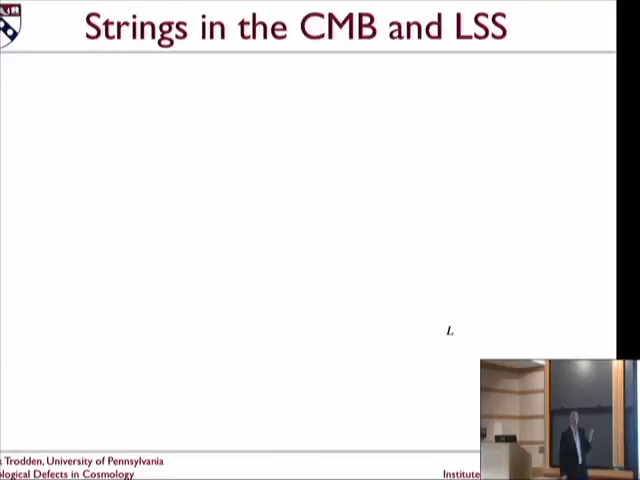 Strings in the CMB and LSS
L
Trodden, University of Pennsylvania
ological Defects in Cosmology
Institute